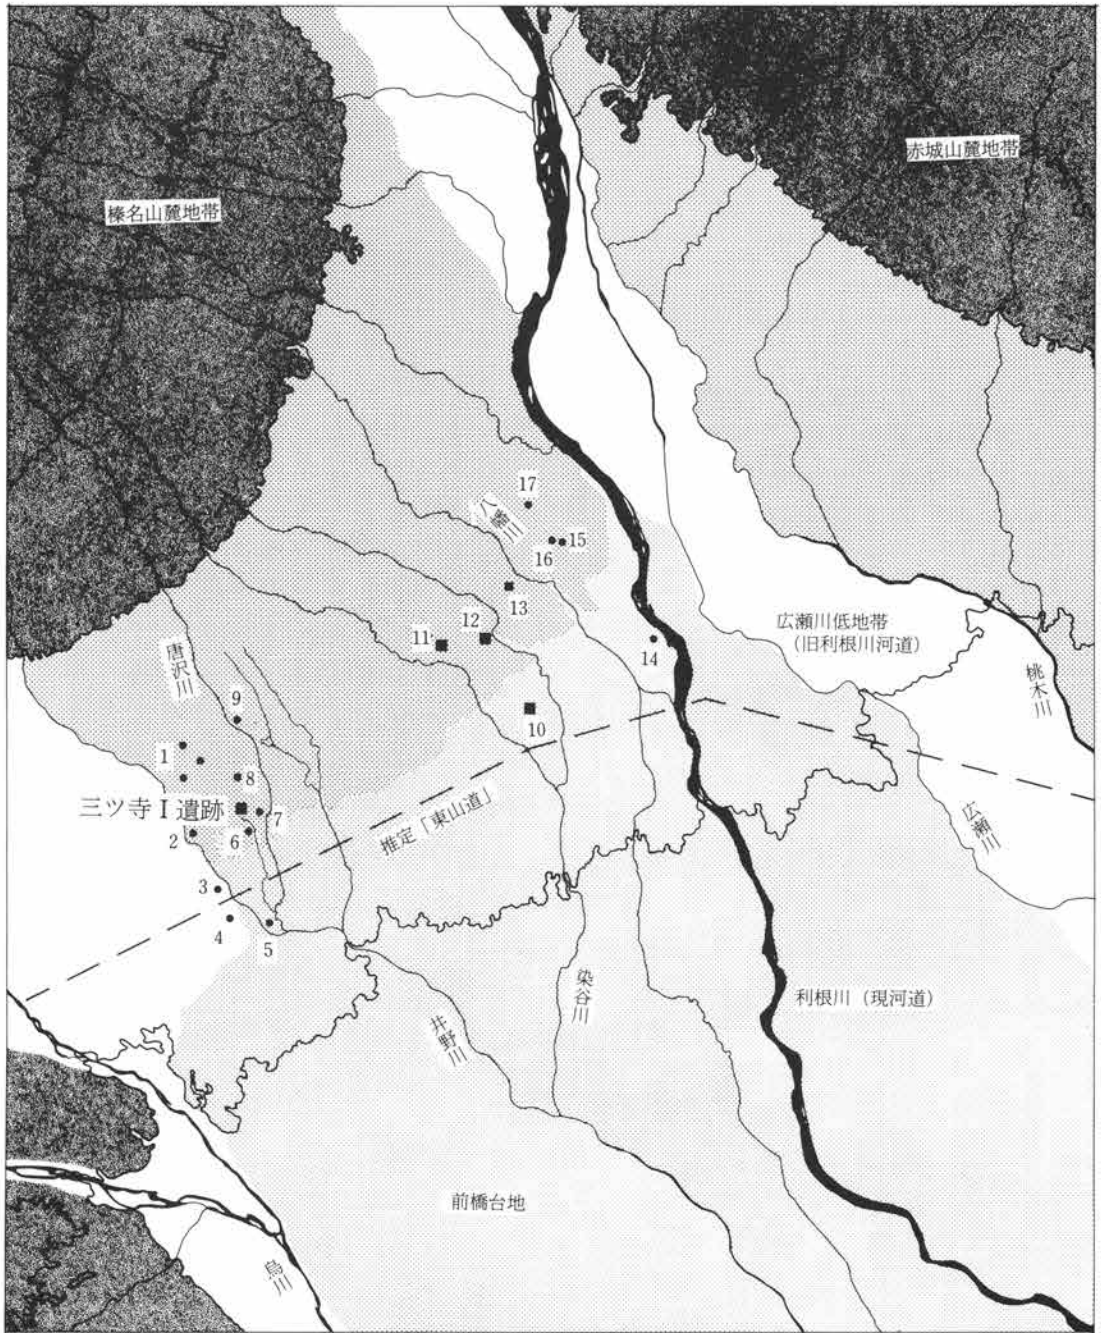 赤城山麓地帯
榛名山麓地帯
17
八幡川
16
15
13
12
11
14
広瀬川低地帯
(旧利根川河道)
桃木川
唐沢川
9
10
1
8
三ツ寺Ⅰ遺跡
7
2
6
推定「東山道」
広瀬川
3
4
5
染谷川
利根川(現河道)
井野川
前橋台地
烏川